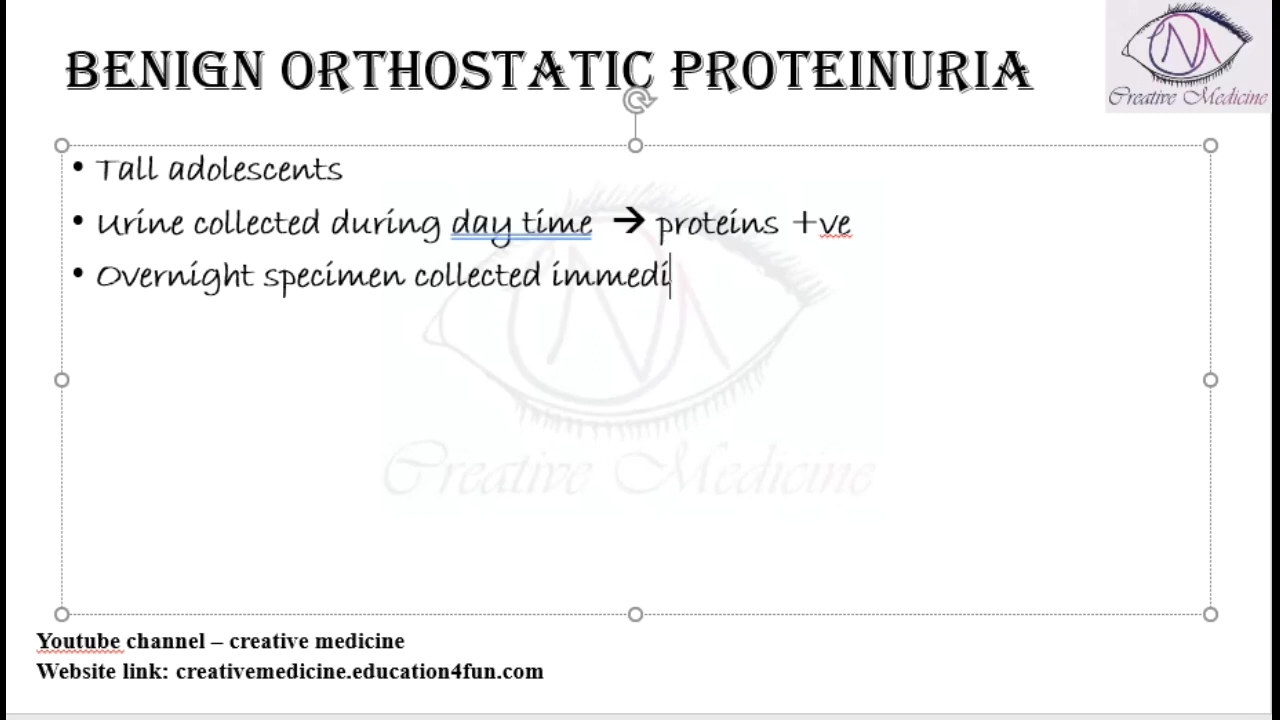 BENIGN ORTHOSTATIC PROTEINURIA
Creative Medicine
• Tall adolescents
• Urine collected during day time → proteins +ve
• Overnight specimen collected immedi
Creative Medicine
Youtube channel – creative medicine
Website link: creativemedicine.education4fun.com